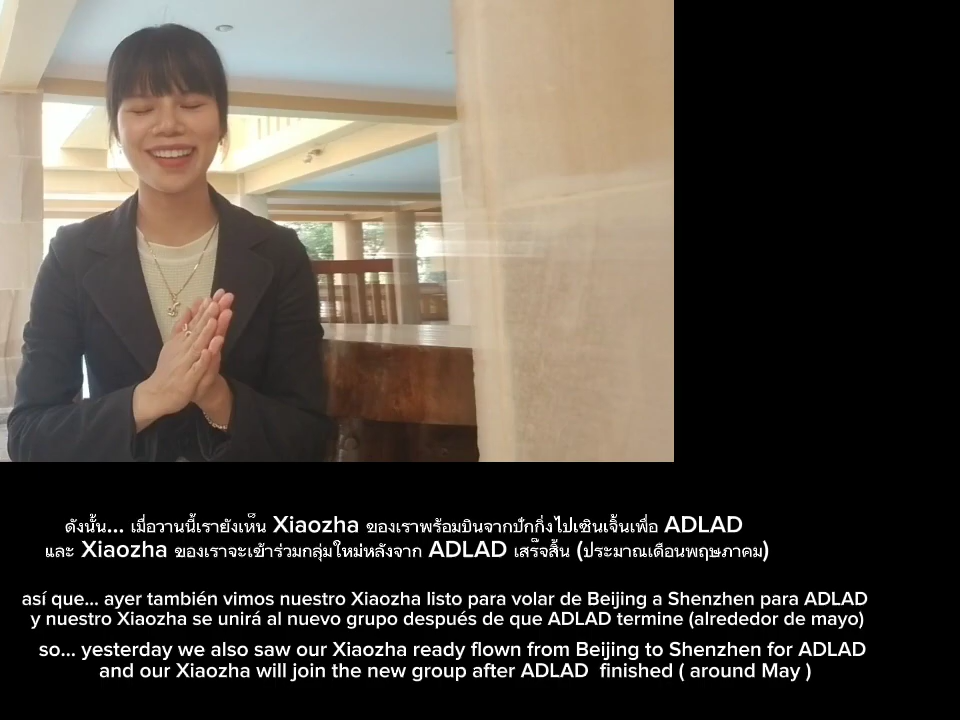 ดังนั้น... เมื่อวานนี้เรายังเห็น Xiaozha ของเราพร้อมบินจากปักกิ่งไปเซินเจิ้นเพื่อ ADLAD
และ Xiaozha ของเราจะเข้าร่วมกลุ่มใหม่หลังจาก ADLAD เสร็จสิ้น (ประมาณเดือนพฤษภาคม)
así que... ayer también vimos nuestro Xiaozha listo para volar de Beijing a Shenzhen para ADLAD
y nuestro Xiaozha se unirá al nuevo grupo después de que ADLAD termine (alrededor de mayo)
so... yesterday we also saw our Xiaozha ready flown from Beijing to Shenzhen for ADLAD
and our Xiaozha will join the new group after ADLAD finished ( around May )